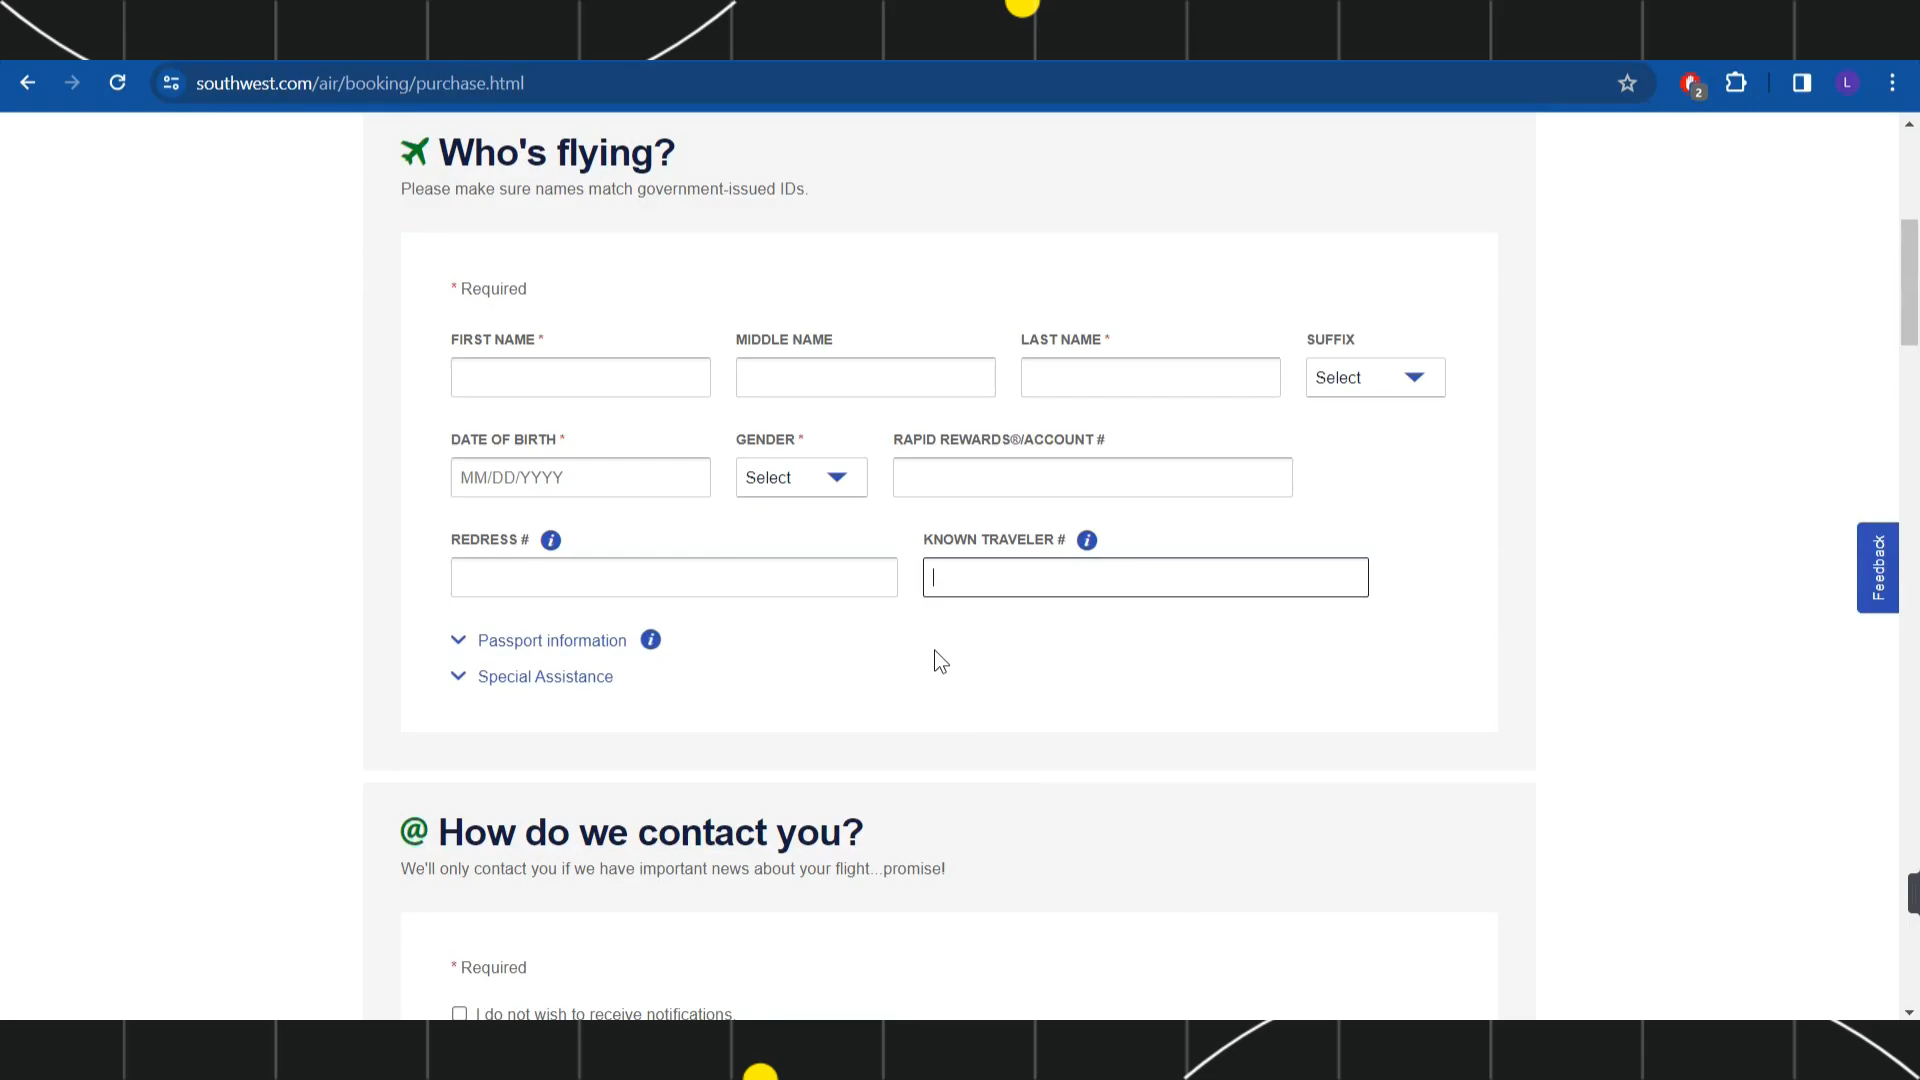 southwest.com/air/booking/purchase.html
2
L
Who's flying?
Please make sure names match government-issued IDs.
* Required
FIRST NAME *
MIDDLE NAME
LAST NAME *
SUFFIX
Select
DATE OF BIRTH *
GENDER *
RAPID REWARDS®/ACCOUNT #
MM/DD/YYYY
Select
REDRESS # i
KNOWN TRAVELER # i
Passport information i
Special Assistance
Feedback
@ How do we contact you?
We'll only contact you if we have important news about your flight...promise!
* Required
I do not wish to receive notifications.